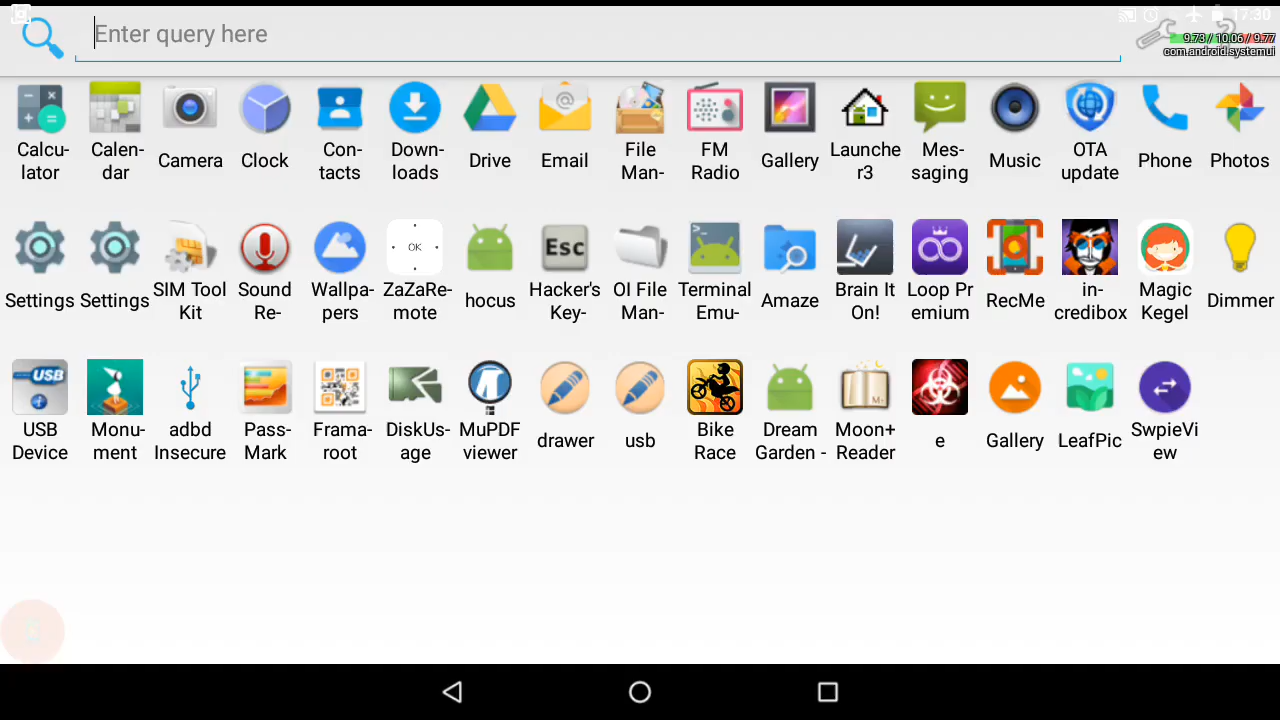 17:30
Enter query here
9.73 / 10.06 / 9.77
com.android.systemui
Calcu-
lator
Calen-
dar
Camera
Clock
Con-
tacts
Down-
loads
Drive
Email
File
Man-
FM
Radio
Gallery
Launche
r3
Mes-
saging
Music
OTA
update
Phone
Photos
Settings
Settings
SIM Tool
Kit
Sound
Re-
Wallpa-
pers
OK
ZaZaRe-
mote
hocus
Esc
Hacker's
Key-
OI File
Man-
Terminal
Emu-
Amaze
Brain It
On!
Loop Pr
emium
RecMe
in-
credibox
Magic
Kegel
Dimmer
USB
USB
Device
Monu-
ment
adbd
Insecure
Pass-
Mark
Frama-
root
DiskUs-
age
MuPDF
viewer
drawer
usb
Bike
Race
Dream
Garden -
Moon+
Reader
e
Gallery
LeafPic
SwpieVi
ew